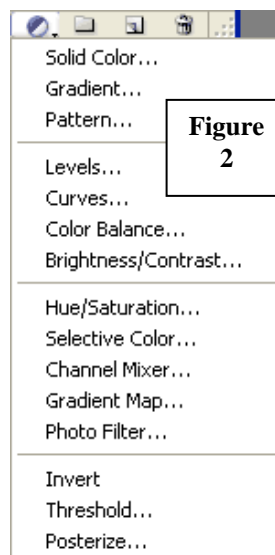 Solid Color...
Gradient...
Pattern...
Figure
2
Levels...
Curves...
Color Balance...
Brightness/Contrast...
Hue/Saturation...
Selective Color...
Channel Mixer...
Gradient Map...
Photo Filter...
Invert
Threshold...
Posterize...